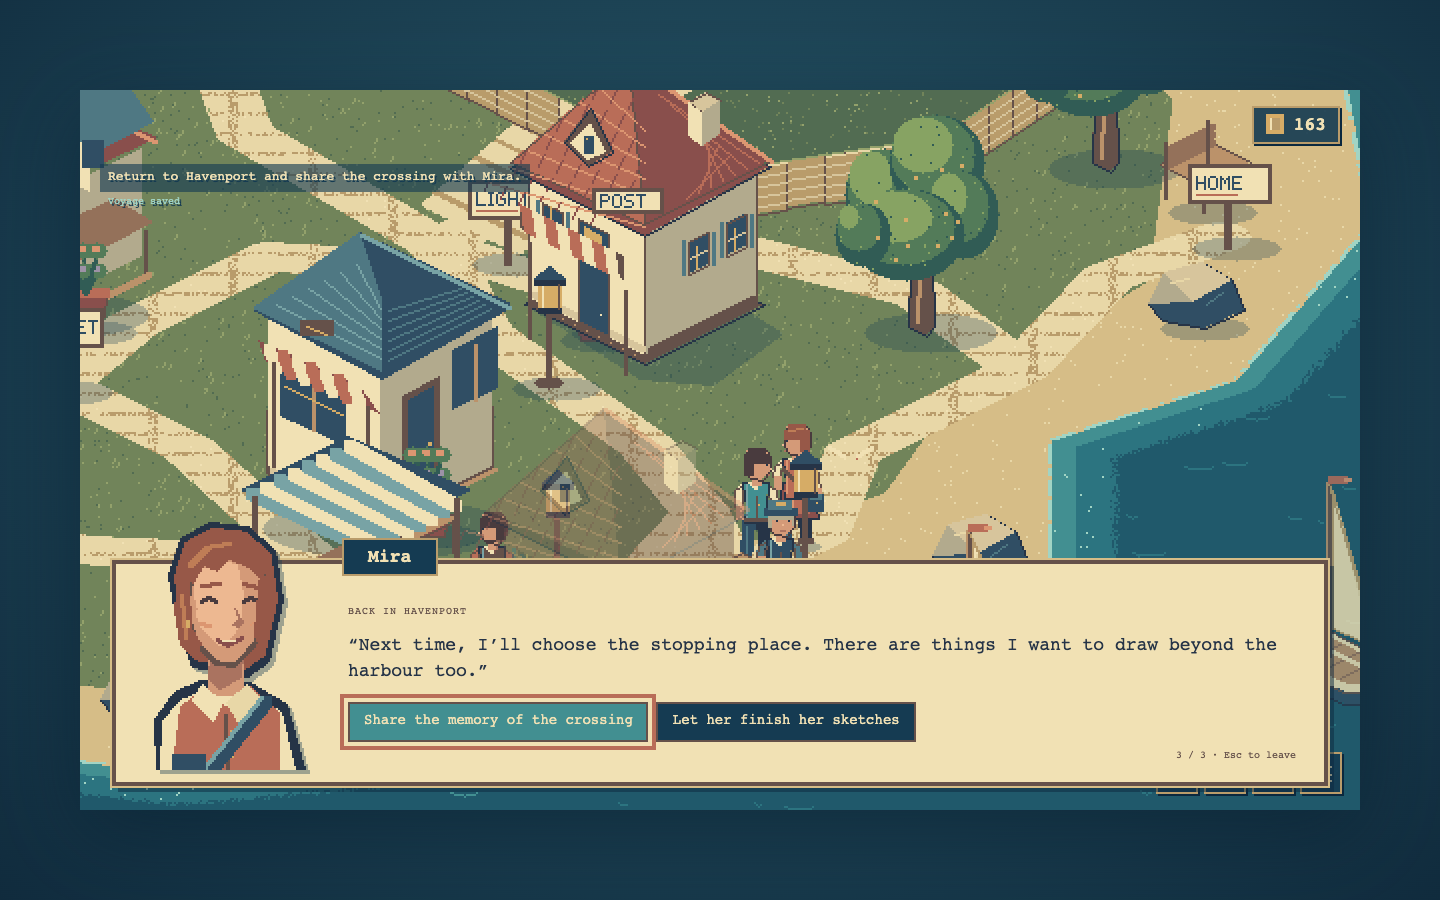 163
Return to Havenport and share the crossing with Mira.
Voyage saved
HOME
LIGH
POST
ET
Mira
BACK IN HAVENPORT
“Next time, I’ll choose the stopping place. There are things I want to draw beyond the
harbour too.”
Share the memory of the crossing
Let her finish her sketches
3 / 3 · Esc to leave